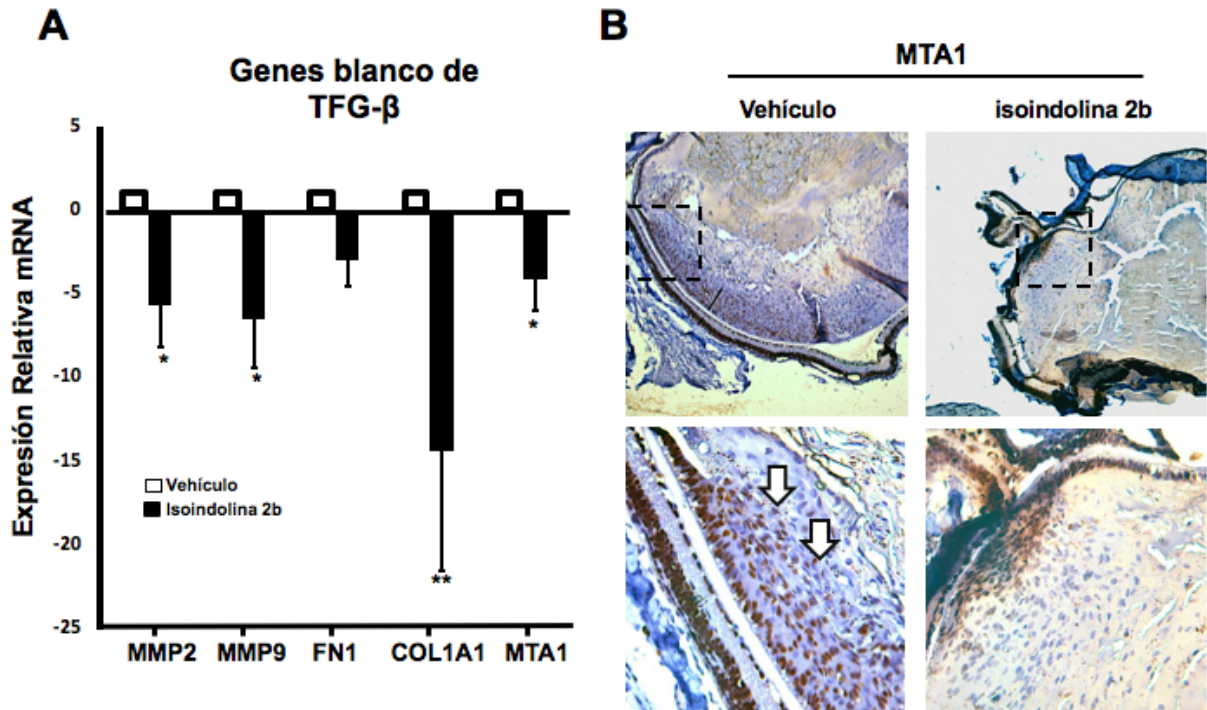 A
Genes blanco de
TFG-β
Expresión Relativa mRNA
5
0
-5
-10
-15
-20
-25
*
*
**
*
Vehículo
Isoindolina 2b
MMP2 MMP9 FN1 COL1A1 MTA1
B
MTA1
Vehículo isoindolina 2b